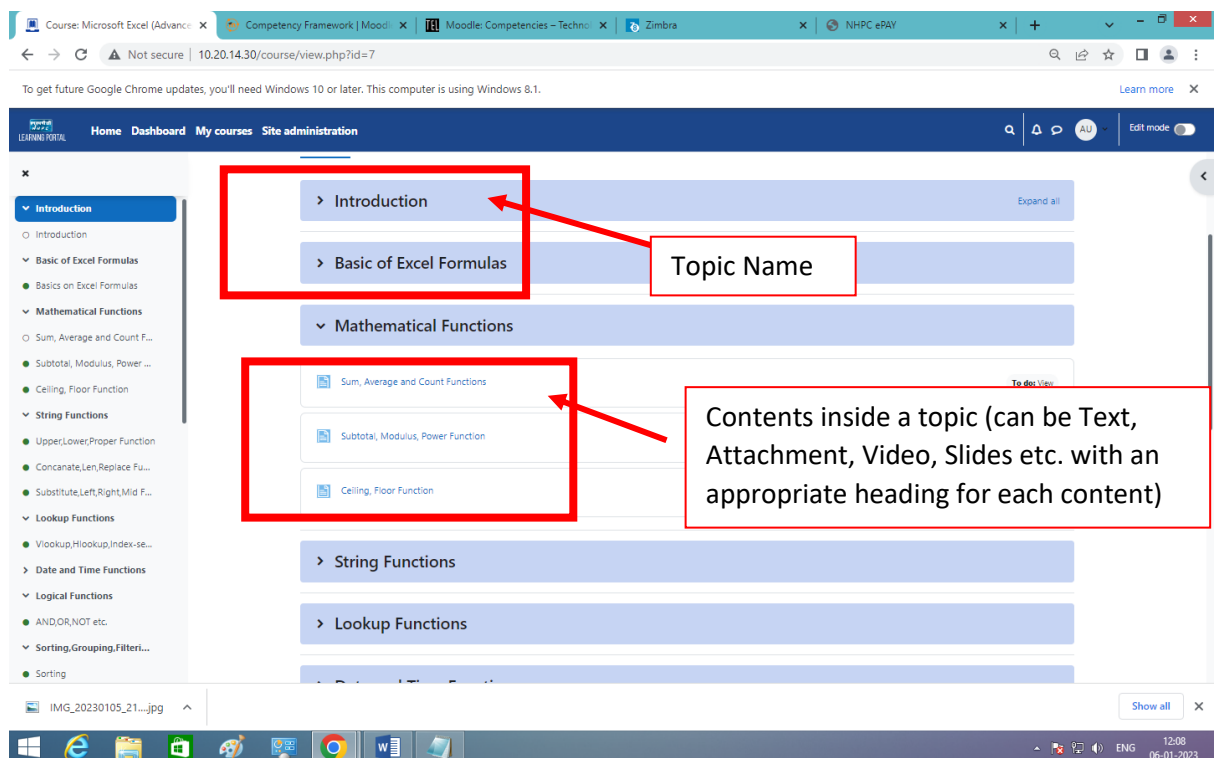 Course: Microsoft Excel (Advance
Competency Framework | Moodl
Moodle: Competencies – Technol
Zimbra
NHPC ePAY
Not secure | 10.20.14.30/course/view.php?id=7
To get future Google Chrome updates, you'll need Windows 10 or later. This computer is using Windows 8.1.
Learn more
LEARNING PORTAL
Home Dashboard My courses Site administration
AU
Edit mode
Introduction
Introduction
Basic of Excel Formulas
Basics on Excel Formulas
Mathematical Functions
Sum, Average and Count F...
Subtotal, Modulus, Power ...
Ceiling, Floor Function
String Functions
Upper,Lower,Proper Function
Concanate,Len,Replace Fu...
Substitute,Left,Right,Mid F...
Lookup Functions
Vlookup,Hlookup,Index-se...
Date and Time Functions
Logical Functions
AND,OR,NOT etc.
Sorting,Grouping,Filteri...
Sorting
Introduction
Expand all
Topic Name
Basic of Excel Formulas
Mathematical Functions
Sum, Average and Count Functions
To do: View
Subtotal, Modulus, Power Function
Ceiling, Floor Function
Contents inside a topic (can be Text,
Attachment, Video, Slides etc. with an
appropriate heading for each content)
String Functions
Lookup Functions
IMG_20230105_21....jpg
Show all
ENG
12:08
06-01-2023